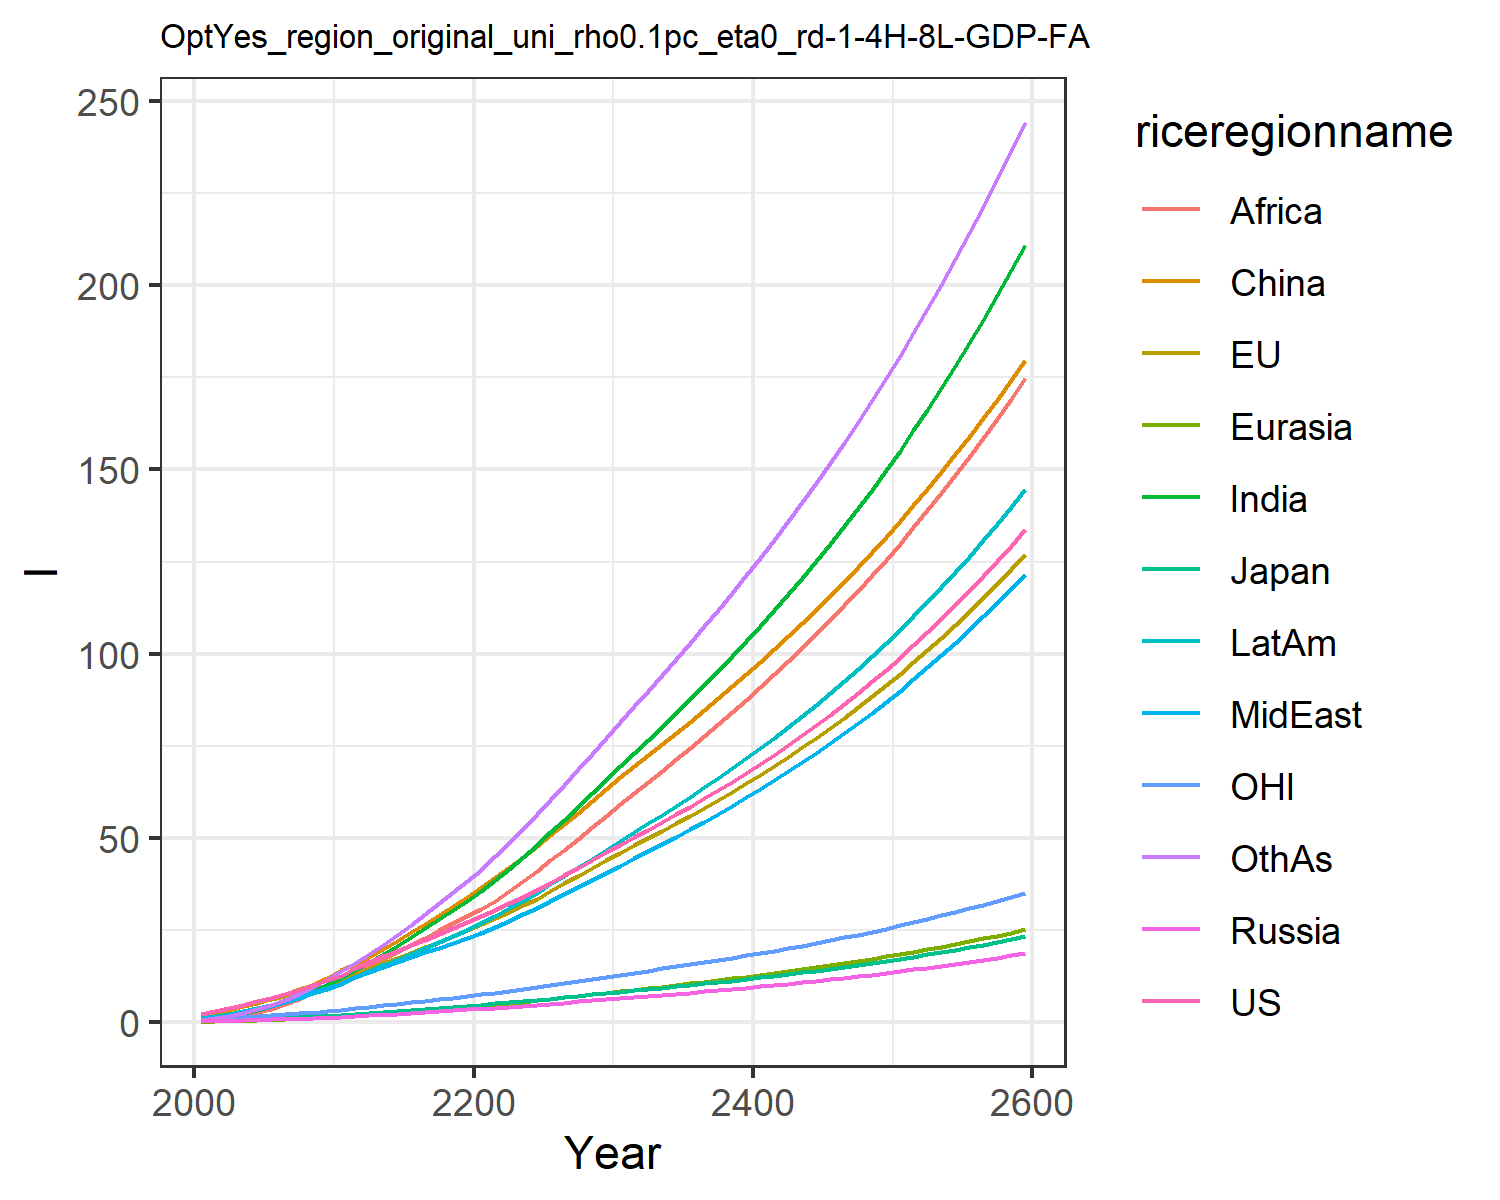 OptYes_region_original_uni_rho0.1pc_eta0_rd-1-4H-8L-GDP-FA
250
200
150
100
50
0
I
2000 2200 2400 2600
Year
riceregionname
Africa
China
EU
Eurasia
India
Japan
LatAm
MidEast
OHI
OthAs
Russia
US